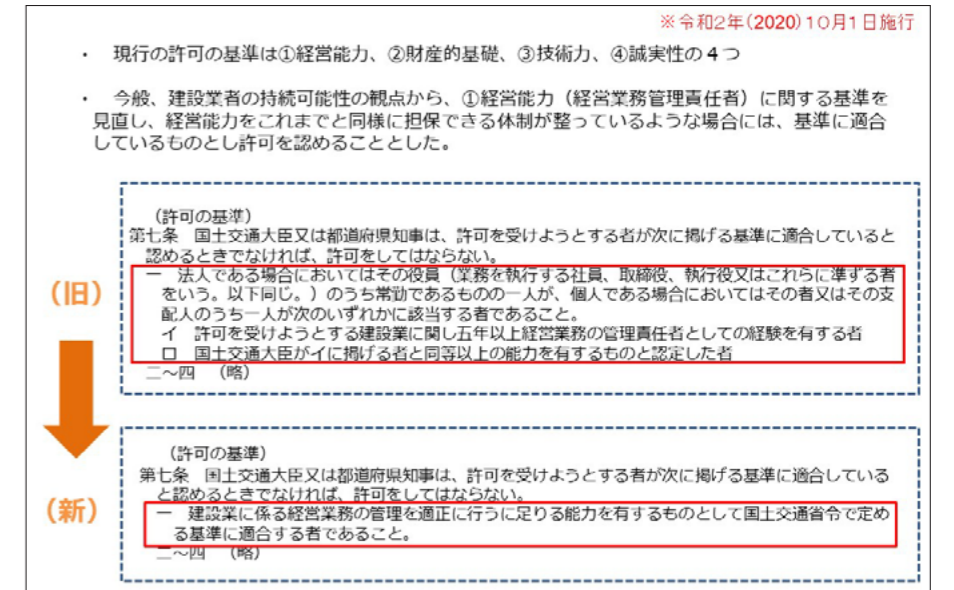 ※令和2年(2020)10月1日施行
・　現行の許可の基準は①経営能力、②財産的基礎、③技術力、④誠実性の４つ
・　今般、建設業者の持続可能性の観点から、①経営能力（経営業務管理責任者）に関する基準を
見直し、経営能力をこれまでと同様に担保できる体制が整っているような場合には、基準に適合
しているものとし許可を認めることとした。
（許可の基準）
第七条　国土交通大臣又は都道府県知事は、許可を受けようとする者が次に掲げる基準に適合していると
認めるときでなければ、許可をしてはならない。
一　法人である場合においてはその役員（業務を執行する社員、取締役、執行役又はこれらに準ずる者
をいう。以下同じ。）のうち常勤であるものの一人が、個人である場合においてはその者又はその支
配人のうち一人が次のいずれかに該当する者であること。
イ　許可を受けようとする建設業に関し五年以上経営業務の管理責任者としての経験を有する者
ロ　国土交通大臣がイに掲げる者と同等以上の能力を有するものと認定した者
二～四　（略）
（旧）
（許可の基準）
第七条　国土交通大臣又は都道府県知事は、許可を受けようとする者が次に掲げる基準に適合している
と認めるときでなければ、許可をしてはならない。
一　建設業に係る経営業務の管理を適正に行うに足りる能力を有するものとして国土交通省令で定め
る基準に適合する者であること。
二～四　（略）
（新）